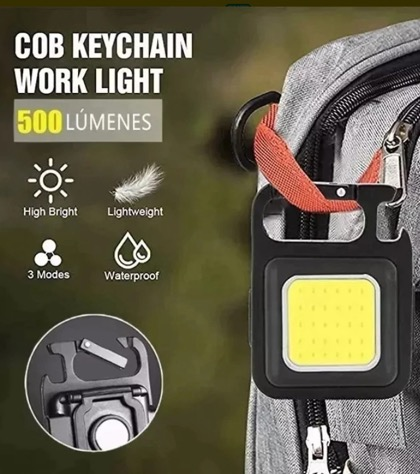 COB KEYCHAIN
WORK LIGHT
500 LÚMENES
High Bright
Lightweight
3 Modes
Waterproof